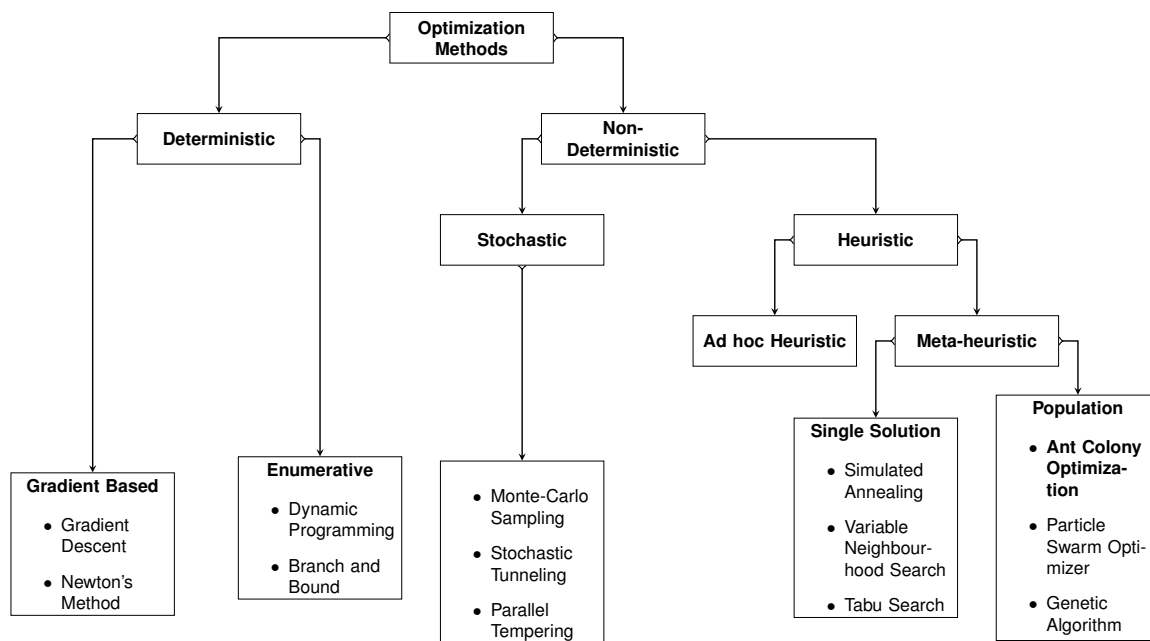 Optimization
Methods
Deterministic
Non-
Deterministic
Stochastic
Heuristic
Ad hoc Heuristic
Meta-heuristic
Gradient Based
• Gradient
Descent
• Newton's
Method
Enumerative
• Dynamic
Programming
• Branch and
Bound
• Monte-Carlo
Sampling
• Stochastic
Tunneling
• Parallel
Tempering
Single Solution
• Simulated
Annealing
• Variable
Neighbour-
hood Search
• Tabu Search
Population
• Ant Colony
Optimiza-
tion
• Particle
Swarm Opti-
mizer
• Genetic
Algorithm